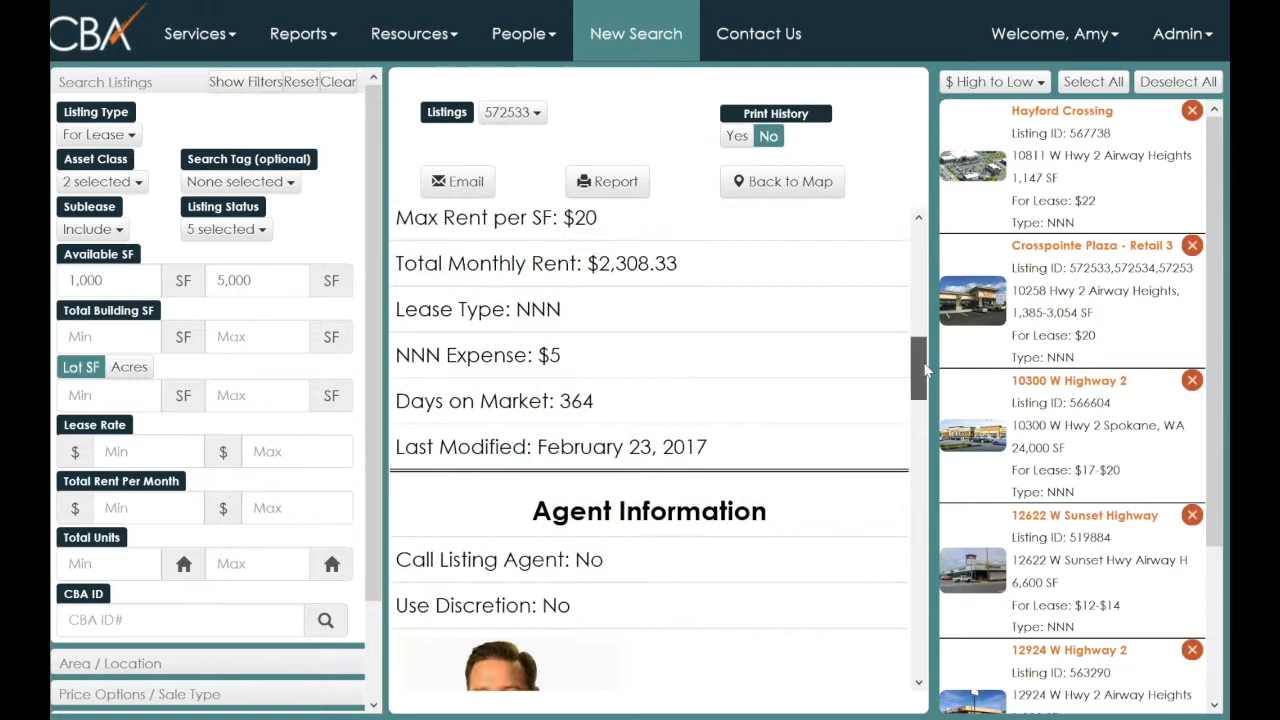 CBA
Services
Reports
Resources
People
New Search
Contact Us
Welcome, Amy
Admin
Search Listings
Show Filters
Reset
Clear
Listing Type
For Lease
Asset Class
Search Tag (optional)
2 selected
None selected
Sublease
Listing Status
Include
5 selected
Available SF
1,000 SF 5,000 SF
Total Building SF
Min SF Max SF
Lot SF Acres
Min SF Max SF
Lease Rate
$ Min $ Max
Total Rent Per Month
$ Min $ Max
Total Units
Min Max
CBA ID
CBA ID#
Area / Location
Price Options / Sale Type
Listings 572533
Print History
Yes No
Email
Report
Back to Map
Max Rent per SF: $20
Total Monthly Rent: $2,308.33
Lease Type: NNN
NNN Expense: $5
Days on Market: 364
Last Modified: February 23, 2017
Agent Information
Call Listing Agent: No
Use Discretion: No
$ High to Low
Select All
Deselect All
Hayford Crossing
Listing ID: 567738
10811 W Hwy 2 Airway Heights
1,147 SF
For Lease: $22
Type: NNN
Crosspointe Plaza - Retail 3
Listing ID: 572533,572534,57253
10258 Hwy 2 Airway Heights,
1,385-3,054 SF
For Lease: $20
Type: NNN
10300 W Highway 2
Listing ID: 566604
10300 W Hwy 2 Spokane, WA
24,000 SF
For Lease: $17-$20
Type: NNN
12622 W Sunset Highway
Listing ID: 519884
12622 W Sunset Hwy Airway H
6,600 SF
For Lease: $12-$14
Type: NNN
12924 W Highway 2
Listing ID: 563290
12924 W Hwy 2 Airway Heights